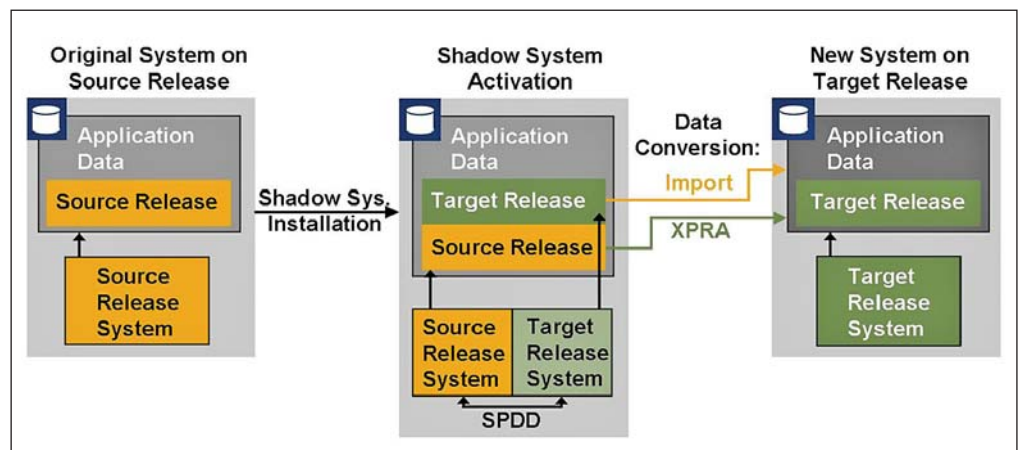 Original System on
Source Release
Application
Data
Source Release
Source
Release
System
Shadow Sys.
Installation
Shadow System
Activation
Application
Data
Target Release
Source Release
Source
Release
System
Target
Release
System
SPDD
Data
Conversion:
Import
XPRA
New System on
Target Release
Application
Data
Target Release
Target
Release
System